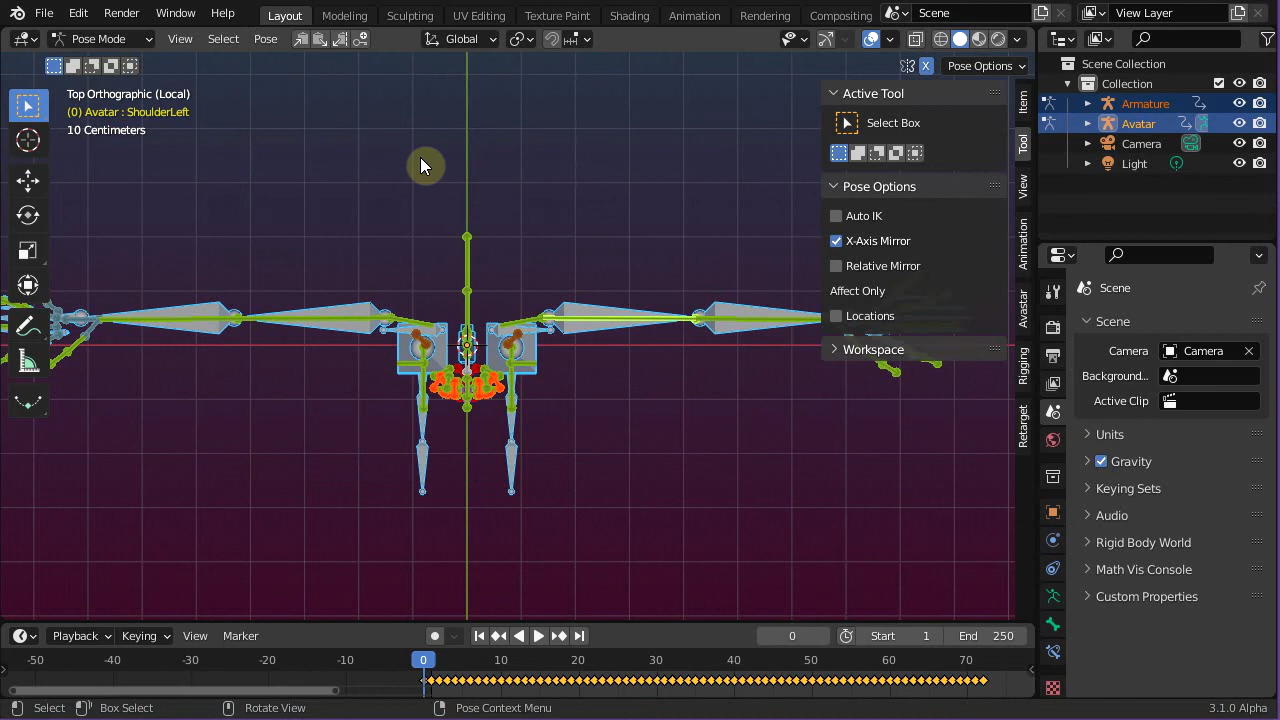 File Edit Render Window Help Layout Modeling Sculpting UV Editing Texture Paint Shading Animation Rendering Compositing Scene View Layer
Pose Mode View Select Pose Global
X Pose Options
Top Orthographic (Local)
(0) Avatar : ShoulderLeft
10 Centimeters
Active Tool
Select Box
Pose Options
Auto IK
X-Axis Mirror
Relative Mirror
Affect Only
Locations
Workspace
Item
Tool
View
Animation
Avastar
Rigging
Retarget
Scene Collection
Collection
Armature
Avatar
Camera
Light
Scene
Scene
Camera Camera
Background...
Active Clip
Units
Gravity
Keying Sets
Audio
Rigid Body World
Math Vis Console
Custom Properties
Playback Keying View Marker 0 Start 1 End 250
-50 -40 -30 -20 -10 0 10 20 30 40 50 60 70
Select Box Select Rotate View Pose Context Menu 3.1.0 Alpha